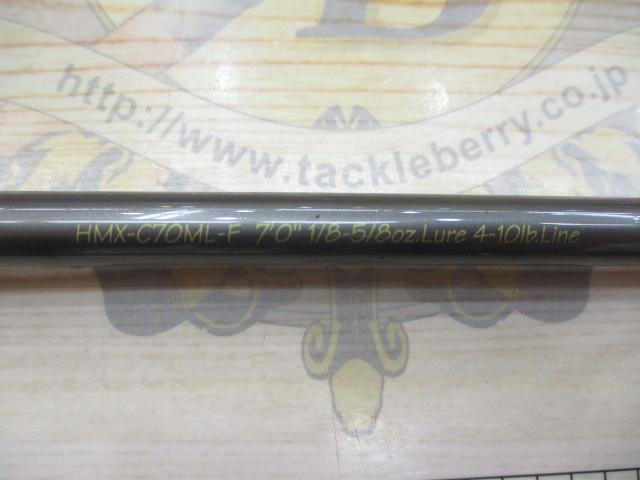 http://www.tackleberry.co.jp
HMX-C70ML-F 7'0" 1/8-5/8oz.Lure 4-10lb.Line